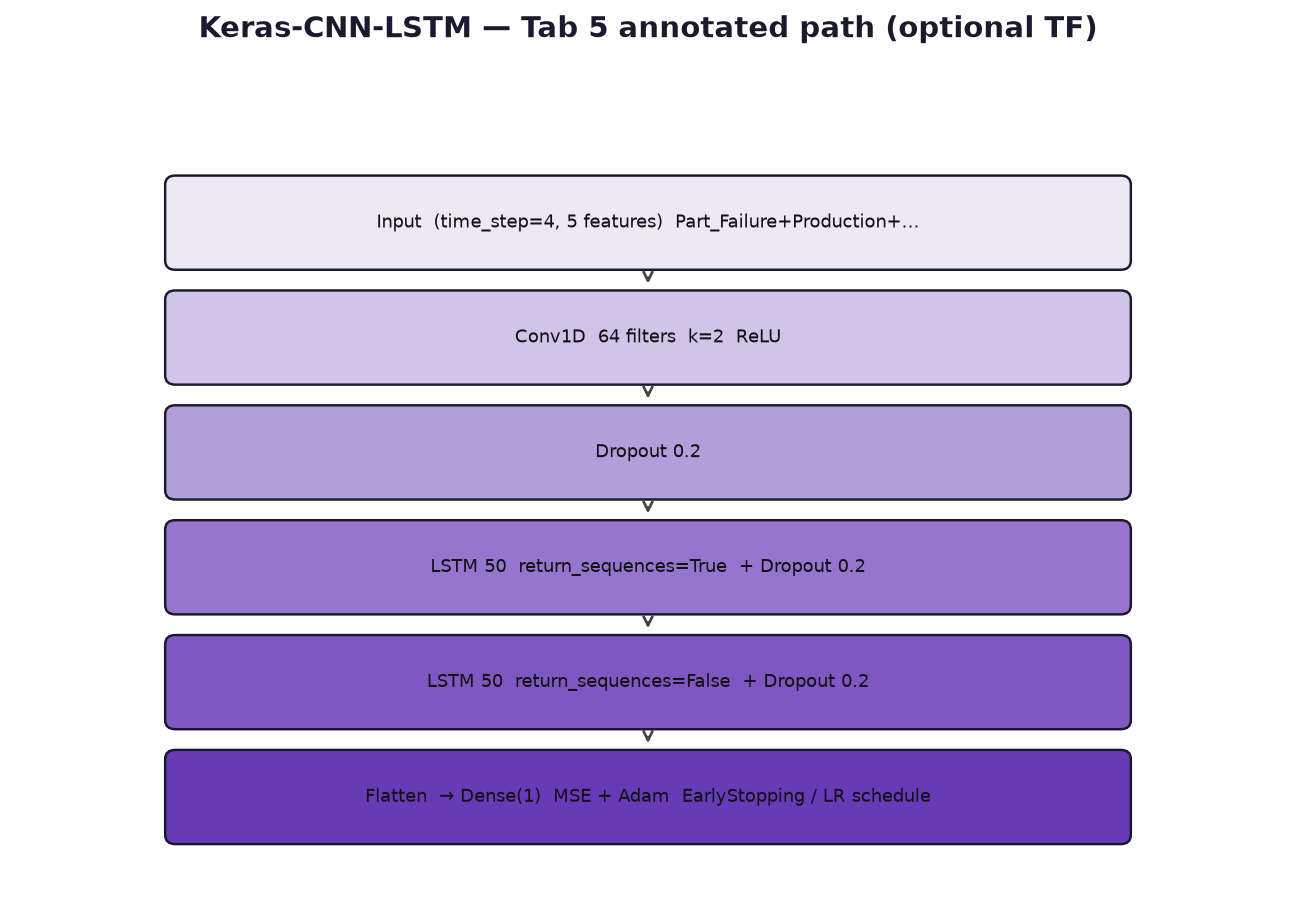 Keras-CNN-LSTM — Tab 5 annotated path (optional TF)
Input  (time_step=4, 5 features)  Part_Failure+Production+…
Conv1D  64 filters  k=2  ReLU
Dropout 0.2
LSTM 50  return_sequences=True  + Dropout 0.2
LSTM 50  return_sequences=False  + Dropout 0.2
Flatten  → Dense(1)  MSE + Adam  EarlyStopping / LR schedule